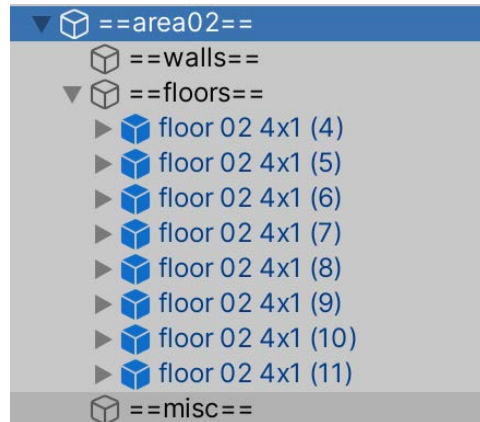 ==area02==
==walls==
==floors==
floor 02 4x1 (4)
floor 02 4x1 (5)
floor 02 4x1 (6)
floor 02 4x1 (7)
floor 02 4x1 (8)
floor 02 4x1 (9)
floor 02 4x1 (10)
floor 02 4x1 (11)
==misc==